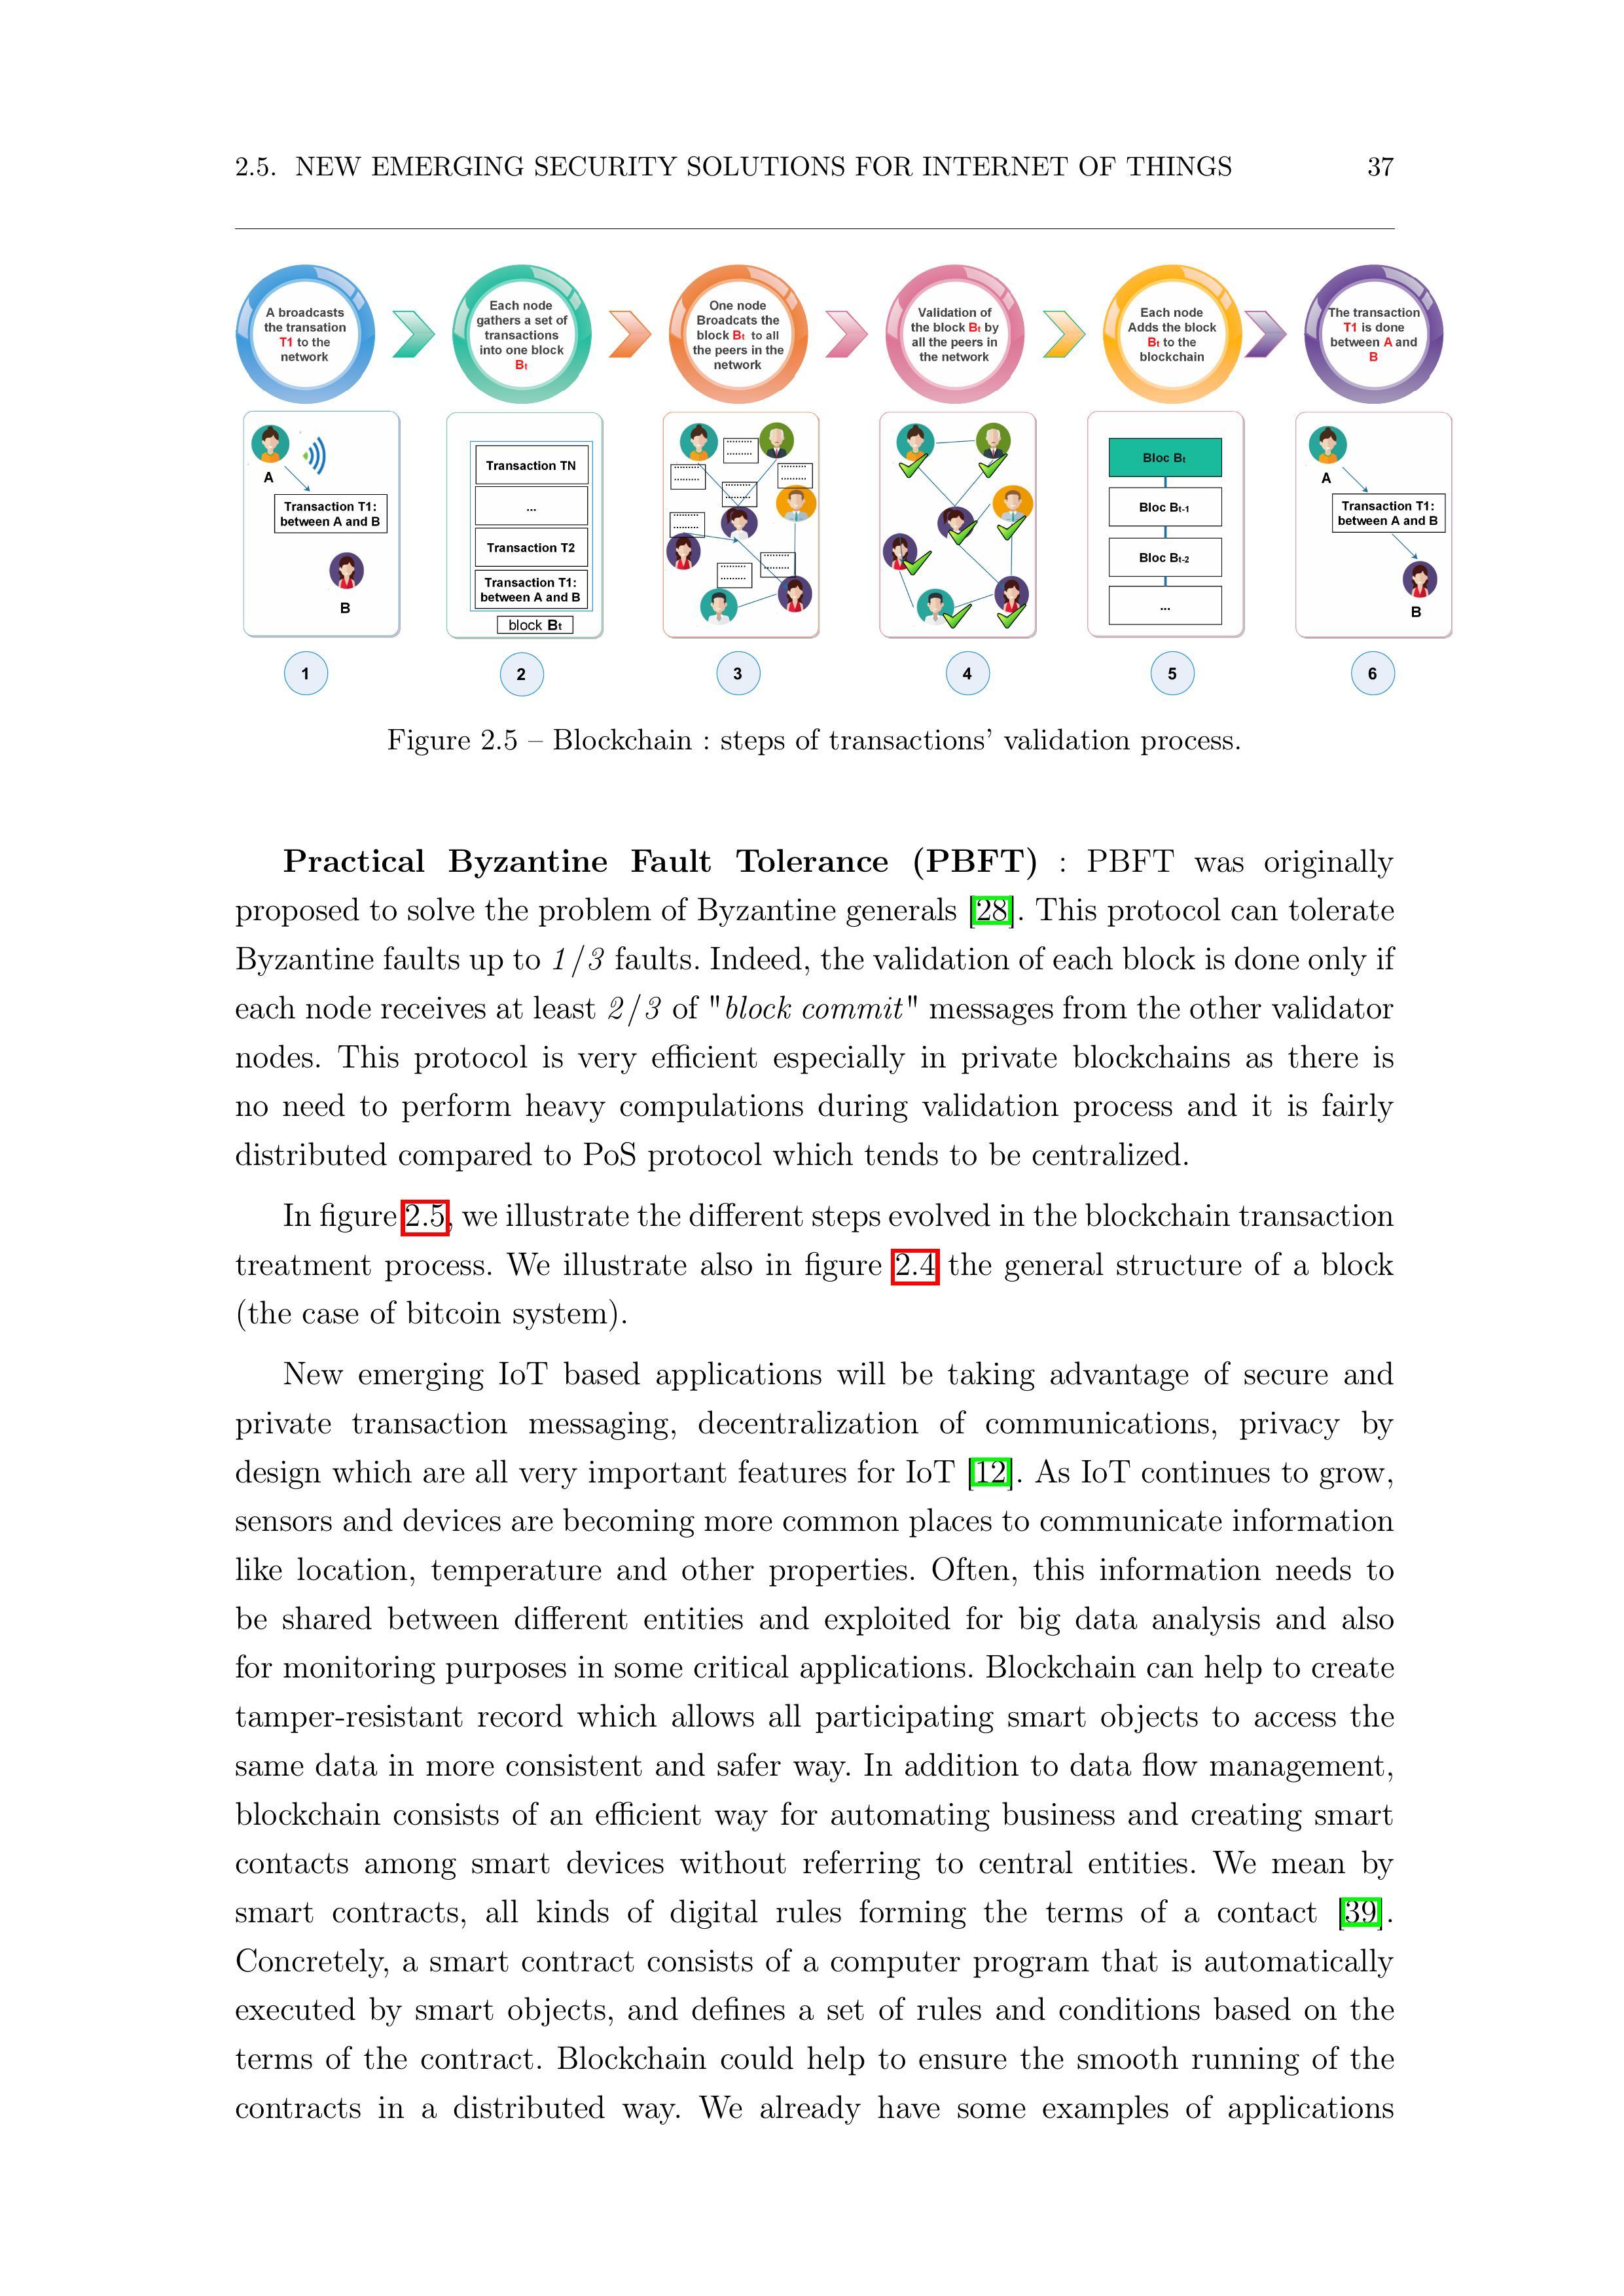 2.5. NEW EMERGING SECURITY SOLUTIONS FOR INTERNET OF THINGS 37
A broadcasts
the transation
T1 to the
network
Each node
gathers a set of
transactions
into one block
Bt
One node
Broadcats the
block Bt to all
the peers in the
network
Validation of
the block Bt by
all the peers in
the network
Each node
Adds the block
Bt to the
blockchain
The transaction
T1 is done
between A and
B
A
Transaction T1:
between A and B
B
Transaction TN
...
Transaction T2
Transaction T1:
between A and B
block Bt
Bloc Bt
Bloc Bt-1
Bloc Bt-2
...
A
Transaction T1:
between A and B
B
1
2
3
4
5
6
Figure 2.5 – Blockchain : steps of transactions' validation process.
Practical Byzantine Fault Tolerance (PBFT) : PBFT was originally
proposed to solve the problem of Byzantine generals [28]. This protocol can tolerate
Byzantine faults up to 1/3 faults. Indeed, the validation of each block is done only if
each node receives at least 2/3 of "block commit" messages from the other validator
nodes. This protocol is very efficient especially in private blockchains as there is
no need to perform heavy compulations during validation process and it is fairly
distributed compared to PoS protocol which tends to be centralized.
In figure 2.5, we illustrate the different steps evolved in the blockchain transaction
treatment process. We illustrate also in figure 2.4 the general structure of a block
(the case of bitcoin system).
New emerging IoT based applications will be taking advantage of secure and
private transaction messaging, decentralization of communications, privacy by
design which are all very important features for IoT [12]. As IoT continues to grow,
sensors and devices are becoming more common places to communicate information
like location, temperature and other properties. Often, this information needs to
be shared between different entities and exploited for big data analysis and also
for monitoring purposes in some critical applications. Blockchain can help to create
tamper-resistant record which allows all participating smart objects to access the
same data in more consistent and safer way. In addition to data flow management,
blockchain consists of an efficient way for automating business and creating smart
contacts among smart devices without referring to central entities. We mean by
smart contracts, all kinds of digital rules forming the terms of a contact [39].
Concretely, a smart contract consists of a computer program that is automatically
executed by smart objects, and defines a set of rules and conditions based on the
terms of the contract. Blockchain could help to ensure the smooth running of the
contracts in a distributed way. We already have some examples of applications